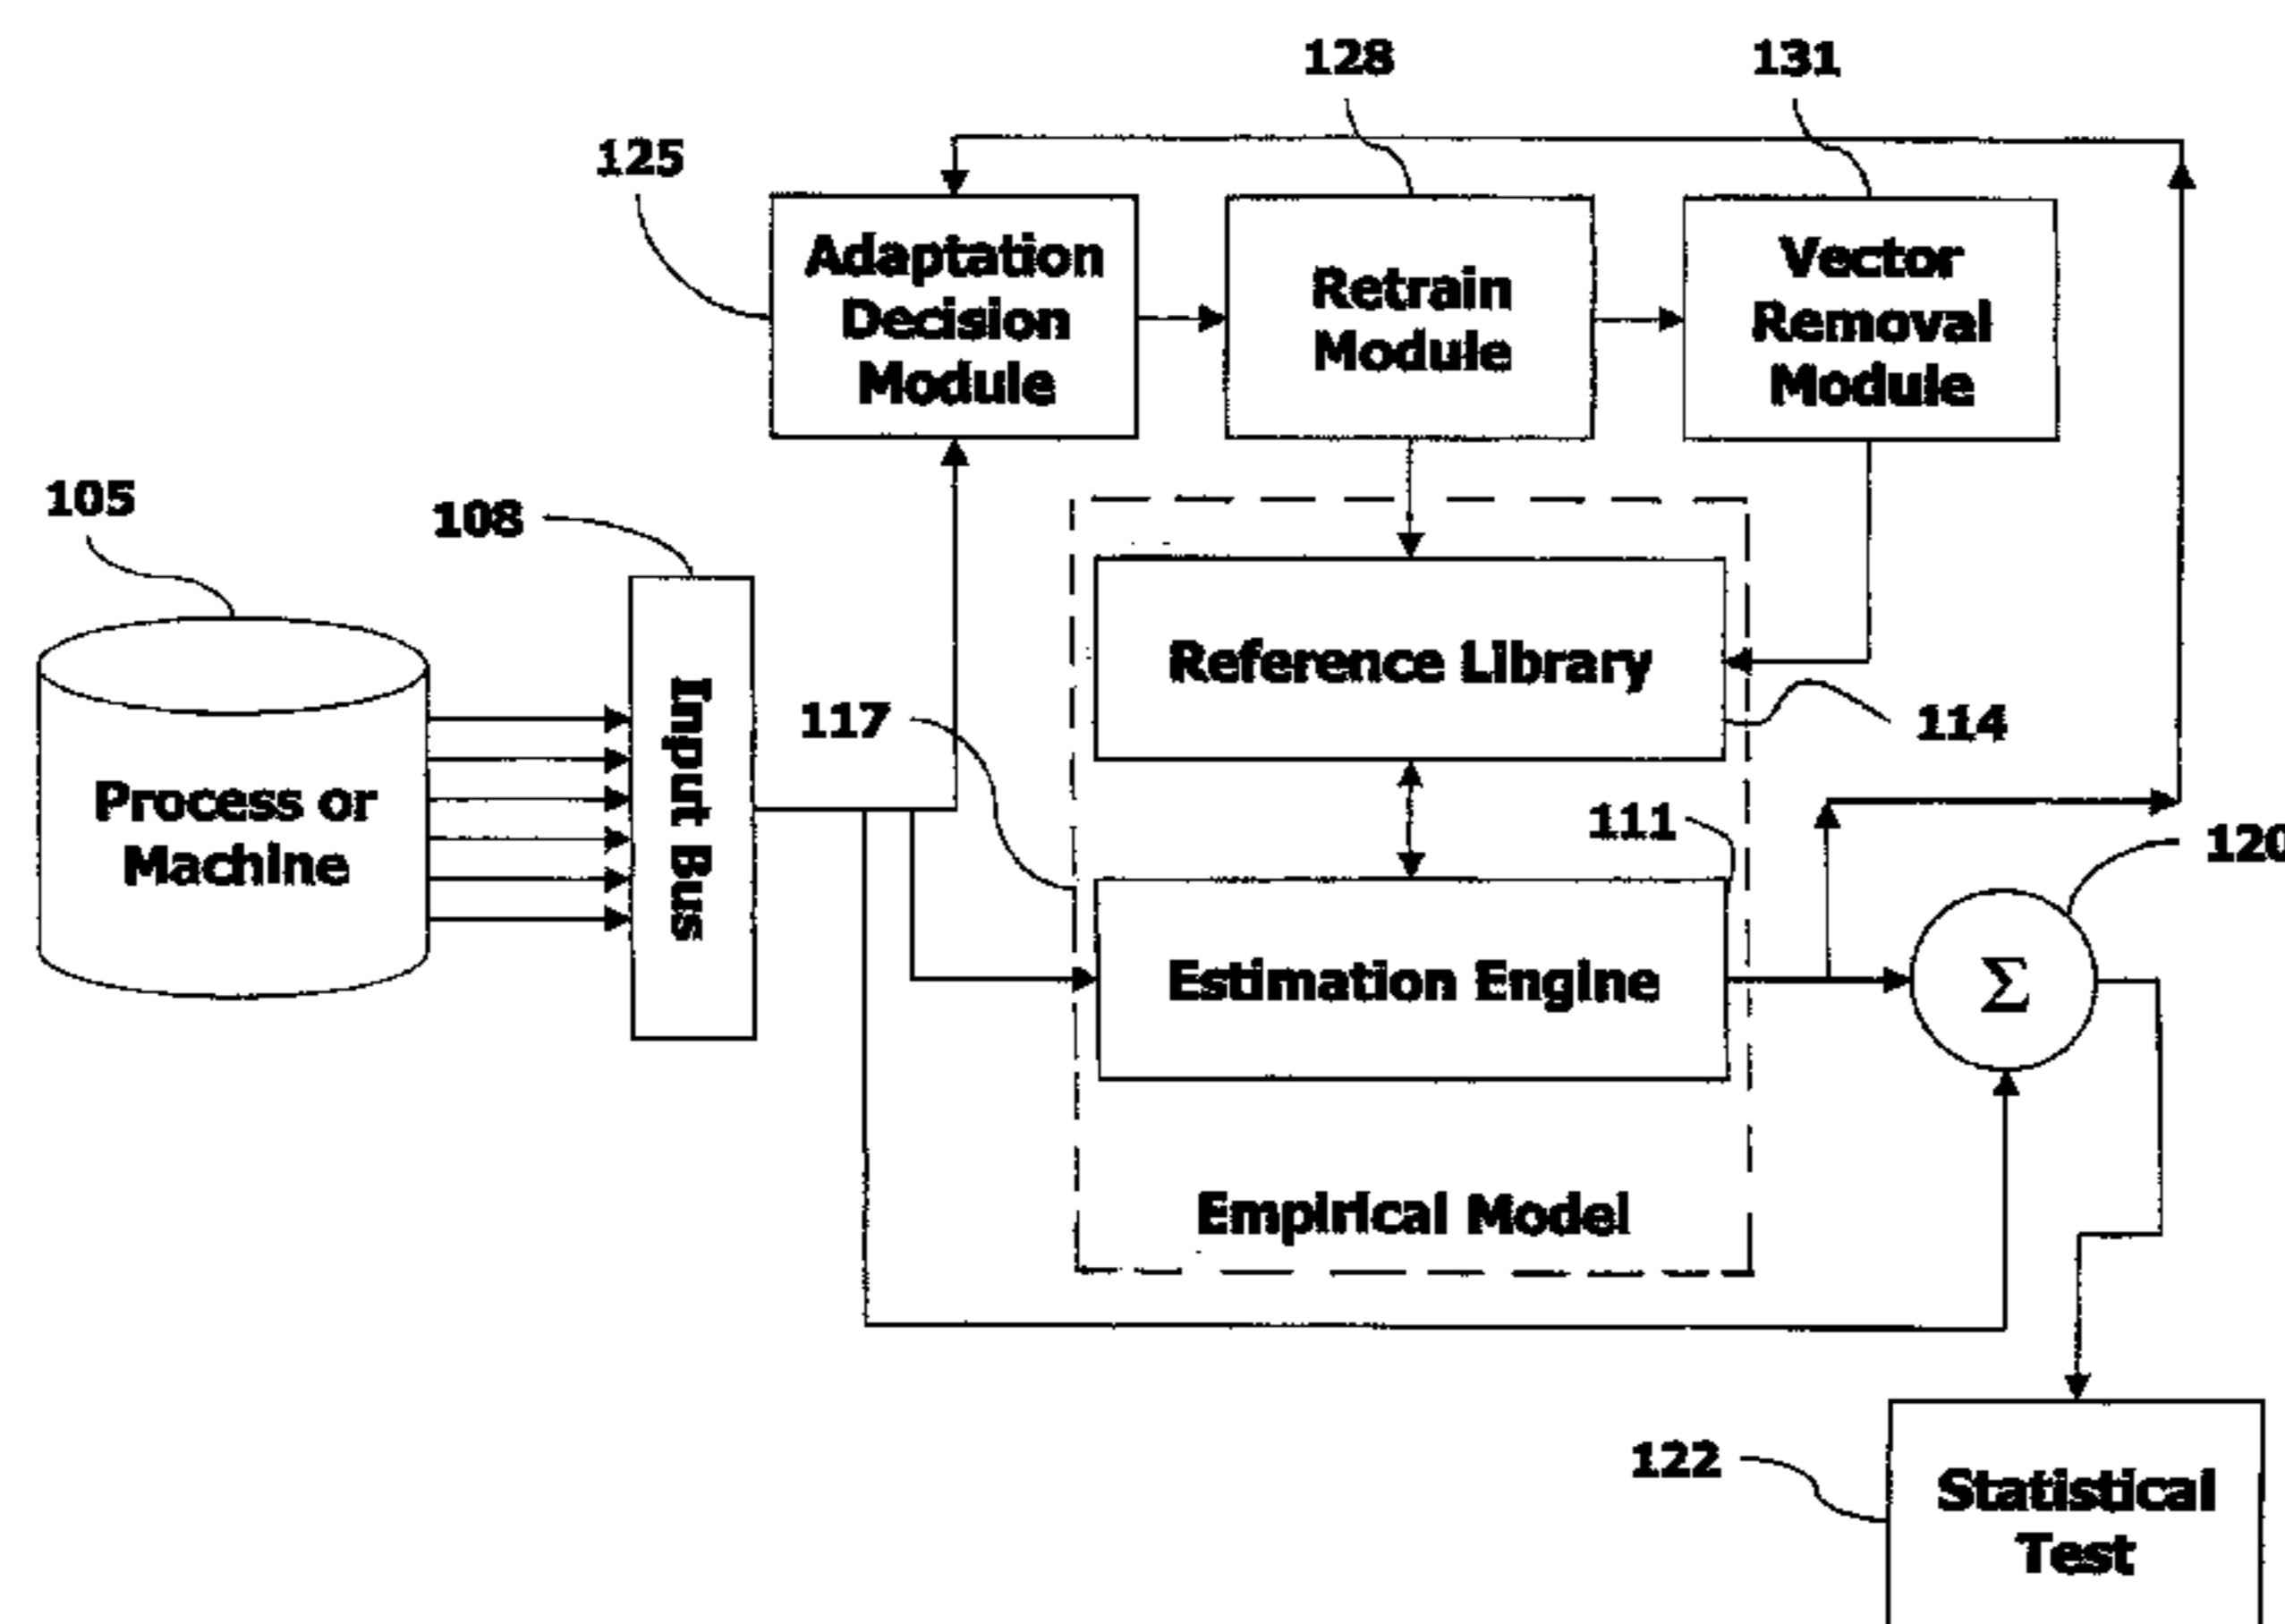 128
131
125
Adaptation
Decision
Module
Retrain
Module
Vector
Removal
Module
105
108
Process or
Machine
Input Bus
117
Reference Library
114
111
120
Estimation Engine
Σ
Empirical Model
122
Statistical
Test